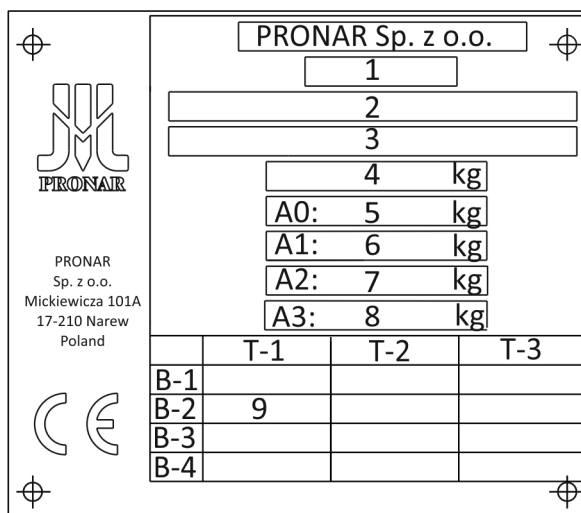 PRONAR Sp. z o.o.
1
2
3
4 kg
A0: 5 kg
A1: 6 kg
A2: 7 kg
A3: 8 kg
PRONAR
PRONAR
Sp. z o.o.
Mickiewicza 101A
17-210 Narew
Poland
CE
T-1 T-2 T-3
B-1
B-2 9
B-3
B-4